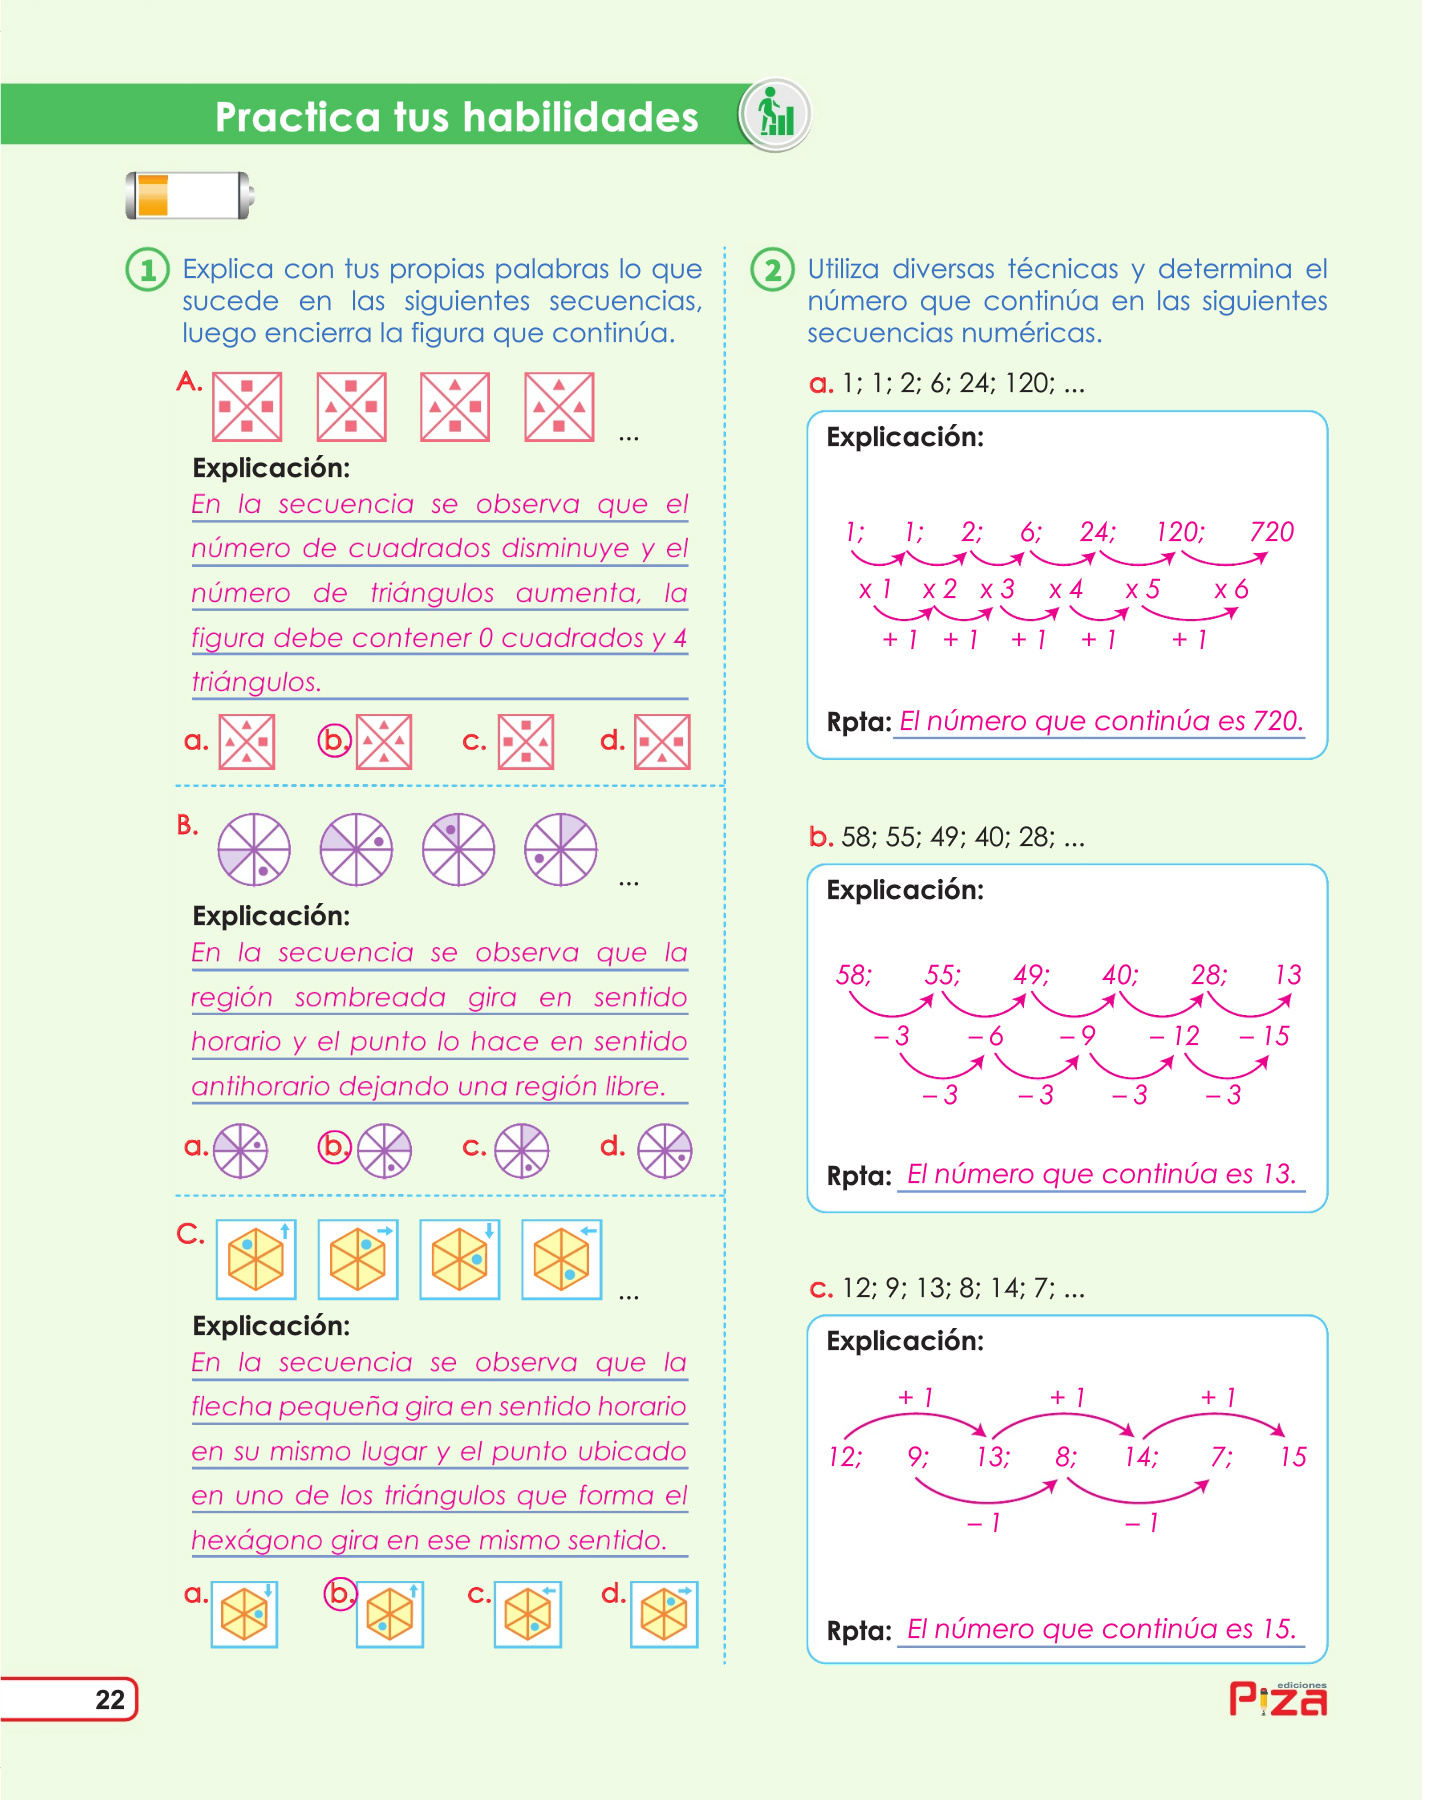 Practica tus habilidades
1 Explica con tus propias palabras lo que
sucede en las siguientes secuencias,
luego encierra la figura que continúa.
A.
...
Explicación:
En la secuencia se observa que el
número de cuadrados disminuye y el
número de triángulos aumenta, la
figura debe contener 0 cuadrados y 4
triángulos.
a. b. c. d.
B.
...
Explicación:
En la secuencia se observa que la
región sombreada gira en sentido
horario y el punto lo hace en sentido
antihorario dejando una región libre.
a. b. c. d.
C.
...
Explicación:
En la secuencia se observa que la
flecha pequeña gira en sentido horario
en su mismo lugar y el punto ubicado
en uno de los triángulos que forma el
hexágono gira en ese mismo sentido.
a. b. c. d.
2 Utiliza diversas técnicas y determina el
número que continúa en las siguientes
secuencias numéricas.
a. 1; 1; 2; 6; 24; 120; ...
Explicación:
1; 1; 2; 6; 24; 120; 720
x 1 x 2 x 3 x 4 x 5 x 6
+ 1 + 1 + 1 + 1 + 1
Rpta: El número que continúa es 720.
b. 58; 55; 49; 40; 28; ...
Explicación:
58; 55; 49; 40; 28; 13
– 3 – 6 – 9 – 12 – 15
– 3 – 3 – 3 – 3
Rpta: El número que continúa es 13.
c. 12; 9; 13; 8; 14; 7; ...
Explicación:
+ 1 + 1 + 1
12; 9; 13; 8; 14; 7; 15
– 1 – 1
Rpta: El número que continúa es 15.
22
ediciones
Piza